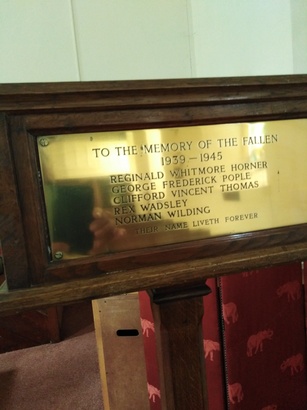 TO THE MEMORY OF THE FALLEN
1939 — 1945
REGINALD WHITMORE HORNER
GEORGE FREDERICK POPLE
CLIFFORD VINCENT THOMAS
REX WADSLEY
NORMAN WILDING
THEIR NAME LIVETH FOREVER